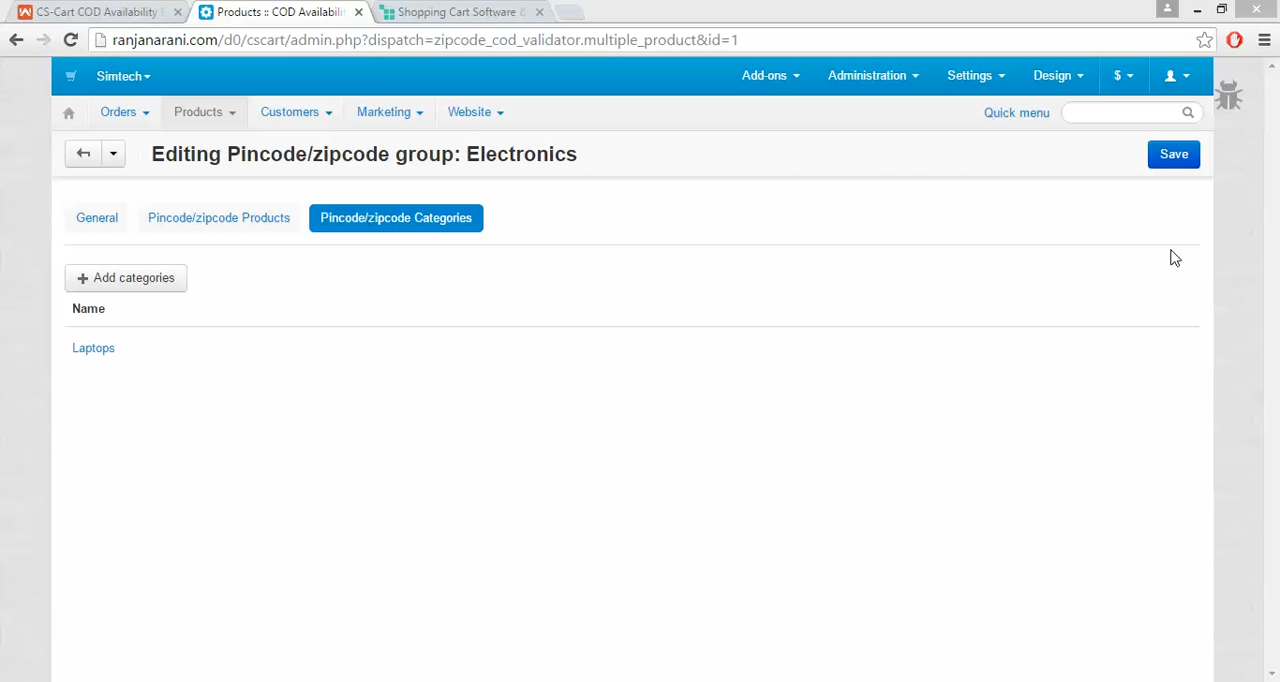 CS-Cart COD Availability
Products :: COD Availabili
Shopping Cart Software &
ranjanarani.com/d0/cscart/admin.php?dispatch=zipcode_cod_validator.multiple_product&id=1
Simtech
Add-ons
Administration
Settings
Design
$
Orders
Products
Customers
Marketing
Website
Quick menu
Editing Pincode/zipcode group: Electronics
Save
General
Pincode/zipcode Products
Pincode/zipcode Categories
+ Add categories
Name
Laptops